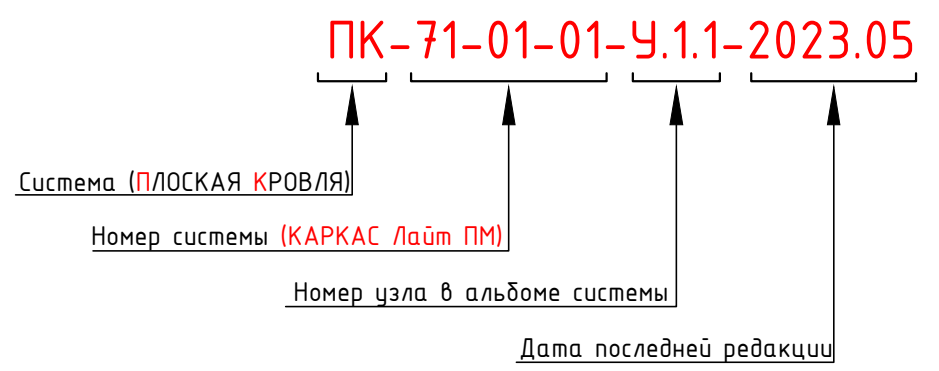 ПК-71-01-01-У.1.1-2023.05
Система (ПЛОСКАЯ КРОВЛЯ)
Номер системы (КАРКАС Лайт ПМ)
Номер узла в альбоме системы
Дата последней редакции